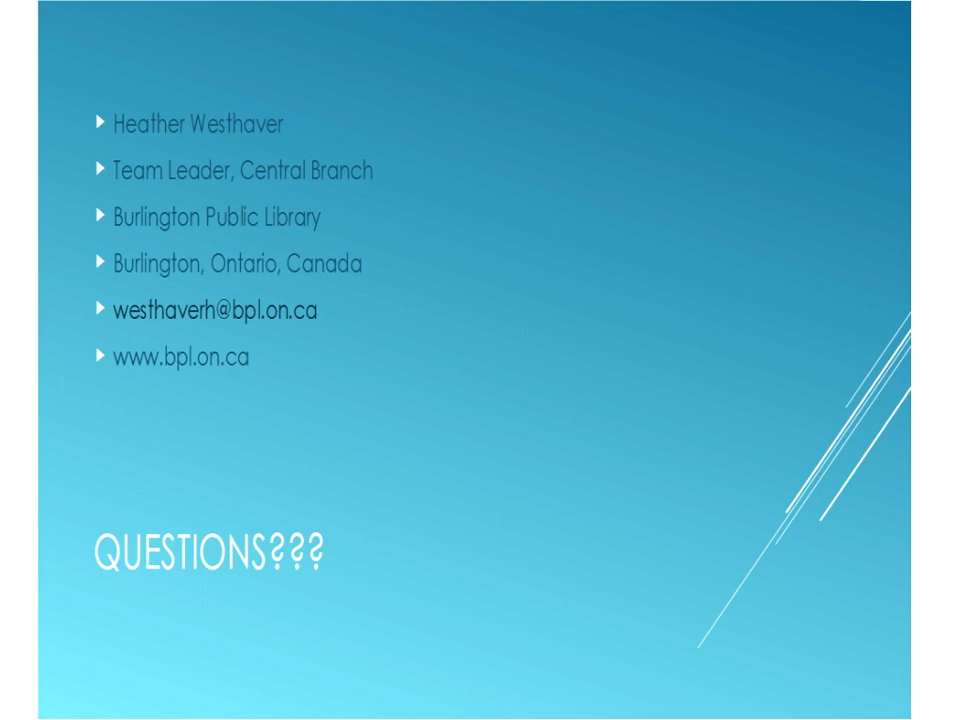 Heather Westhaver
Team Leader, Central Branch
Burlington Public Library
Burlington, Ontario, Canada
westhaverh@bpl.on.ca
www.bpl.on.ca
QUESTIONS???